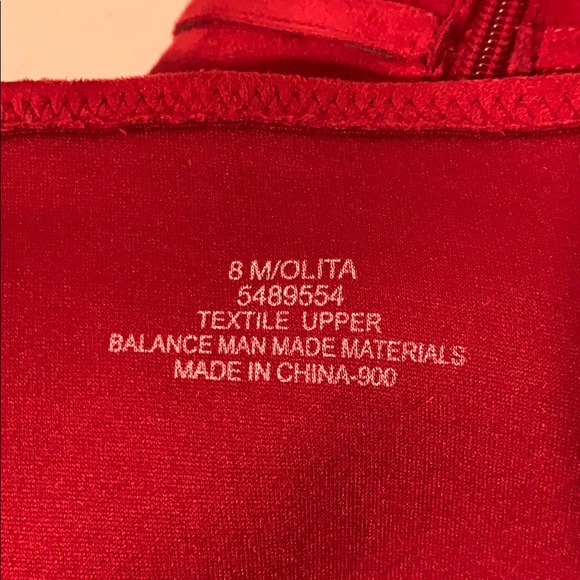 8 M/OLITA
5489554
TEXTILE UPPER
BALANCE MAN MADE MATERIALS
MADE IN CHINA-900